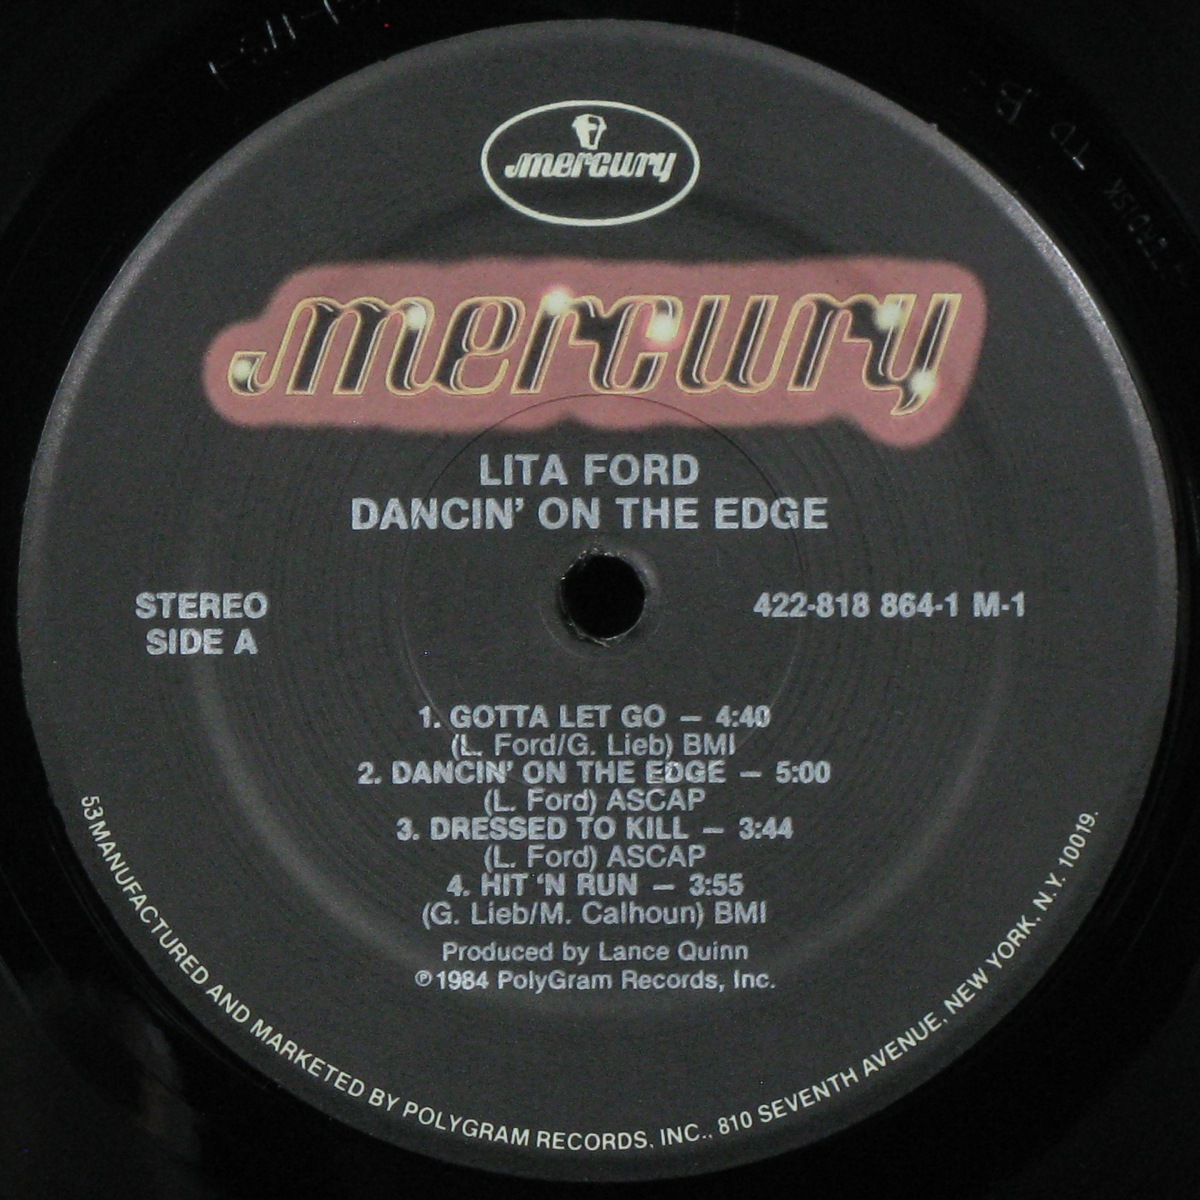 mercury
mercury
LITA FORD
DANCIN' ON THE EDGE
STEREO
SIDE A
422-818 864-1 M-1
1. GOTTA LET GO — 4:40
(L. Ford/G. Lieb) BMI
2. DANCIN' ON THE EDGE — 5:00
(L. Ford) ASCAP
3. DRESSED TO KILL — 3:44
(L. Ford) ASCAP
4. HIT 'N RUN — 3:55
(G. Lieb/M. Calhoun) BMI
Produced by Lance Quinn
℗1984 PolyGram Records, Inc.
53MANUFACTURED AND MARKETED BY POLYGRAM RECORDS, INC., 810 SEVENTH AVENUE, NEW YORK, N.Y. 10019.